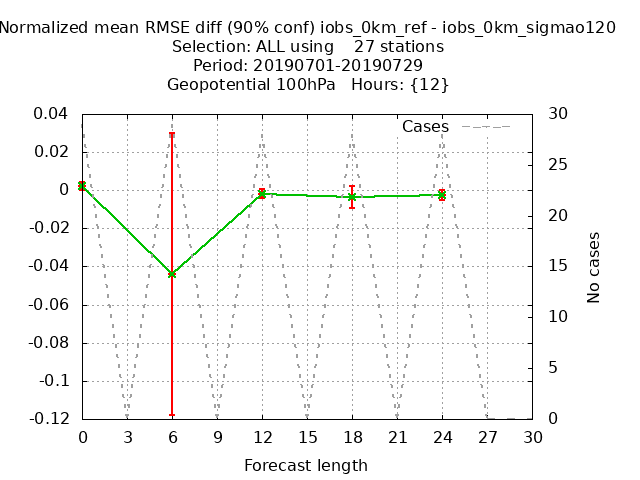 Normalized mean RMSE diff (90% conf) iobs_0km_ref - iobs_0km_sigmao120
Selection: ALL using 27 stations
Period: 20190701-20190729
Geopotential 100hPa Hours: {12}
Cases
0.04
0.02
0
-0.02
-0.04
-0.06
-0.08
-0.1
-0.12
30
25
20
15
10
5
0
No cases
0 3 6 9 12 15 18 21 24 27 30
Forecast length